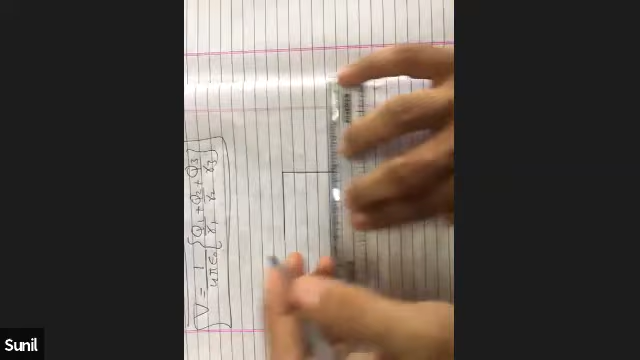 V = 1/4πε₀ { Q₁/r₁ + Q₂/r₂ + Q₃/r₃ }
Sunil